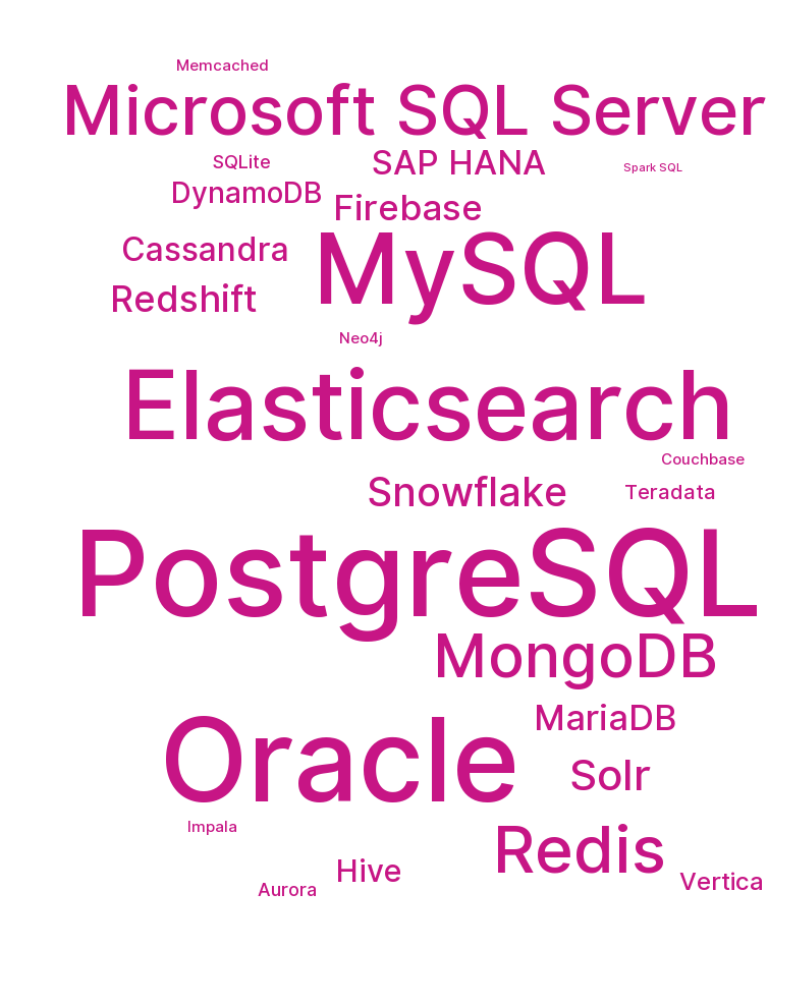 Memcached
Microsoft SQL Server
SQLite
SAP HANA
Spark SQL
DynamoDB
Firebase
Cassandra
MySQL
Redshift
Neo4j
Elasticsearch
Couchbase
Snowflake
Teradata
PostgreSQL
MongoDB
MariaDB
Oracle
Solr
Impala
Redis
Hive
Vertica
Aurora